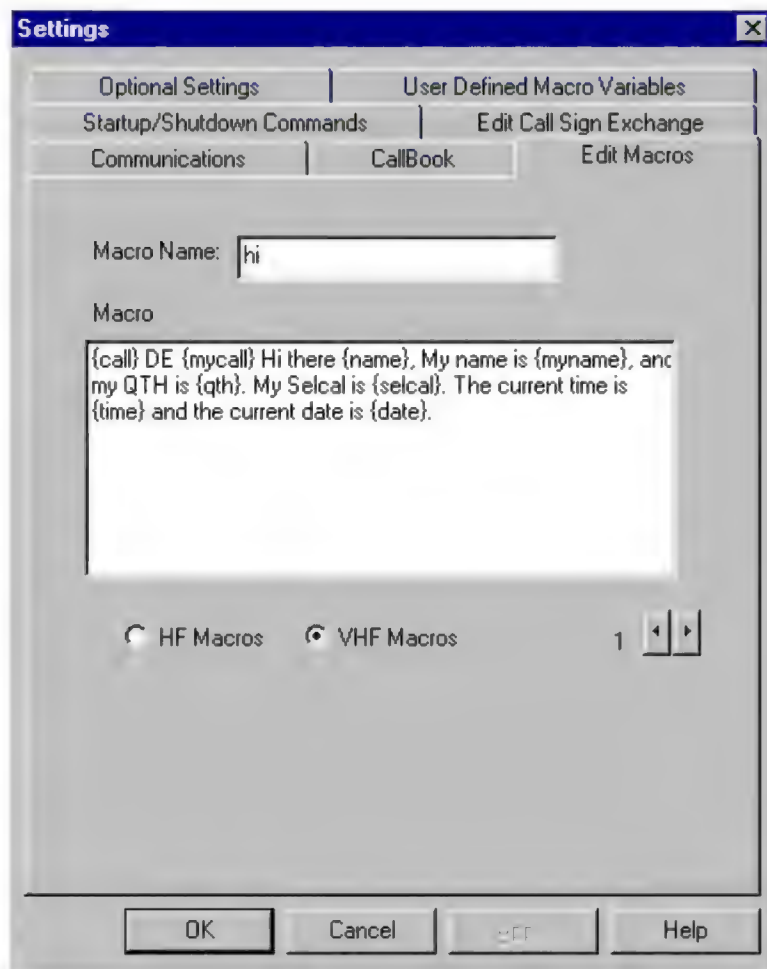 Settings
Optional Settings User Defined Macro Variables
Startup/Shutdown Commands Edit Call Sign Exchange
Communications CallBook Edit Macros
Macro Name: hi
Macro
{call} DE {mycall} Hi there {name}, My name is {myname}, and
my QTH is {qth}. My Selcal is {selcal}. The current time is
{time} and the current date is {date}.
HF Macros VHF Macros 1
OK Cancel Help